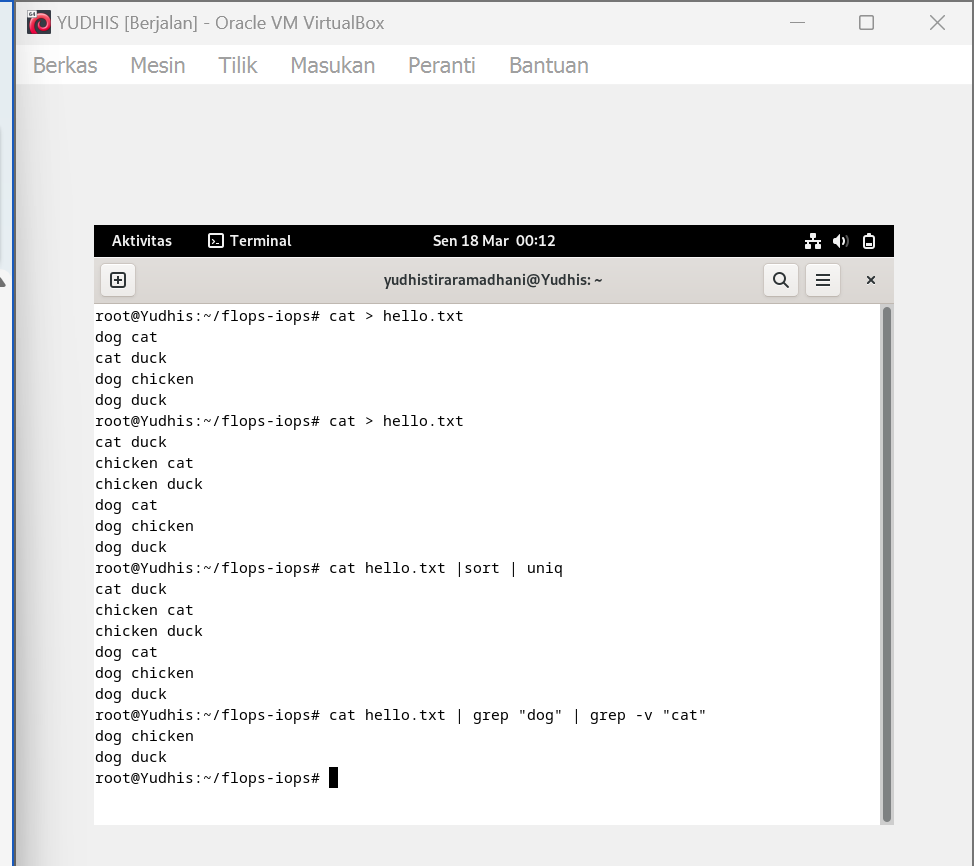 YUDHIS [Berjalan] - Oracle VM VirtualBox
Berkas Mesin Tilik Masukan Peranti Bantuan
Aktivitas Terminal Sen 18 Mar 00:12
yudhistiraramadhani@Yudhis: ~
root@Yudhis:~/flops-iops# cat > hello.txt
dog cat
cat duck
dog chicken
dog duck
root@Yudhis:~/flops-iops# cat > hello.txt
cat duck
chicken cat
chicken duck
dog cat
dog chicken
dog duck
root@Yudhis:~/flops-iops# cat hello.txt |sort | uniq
cat duck
chicken cat
chicken duck
dog cat
dog chicken
dog duck
root@Yudhis:~/flops-iops# cat hello.txt | grep "dog" | grep -v "cat"
dog chicken
dog duck
root@Yudhis:~/flops-iops#